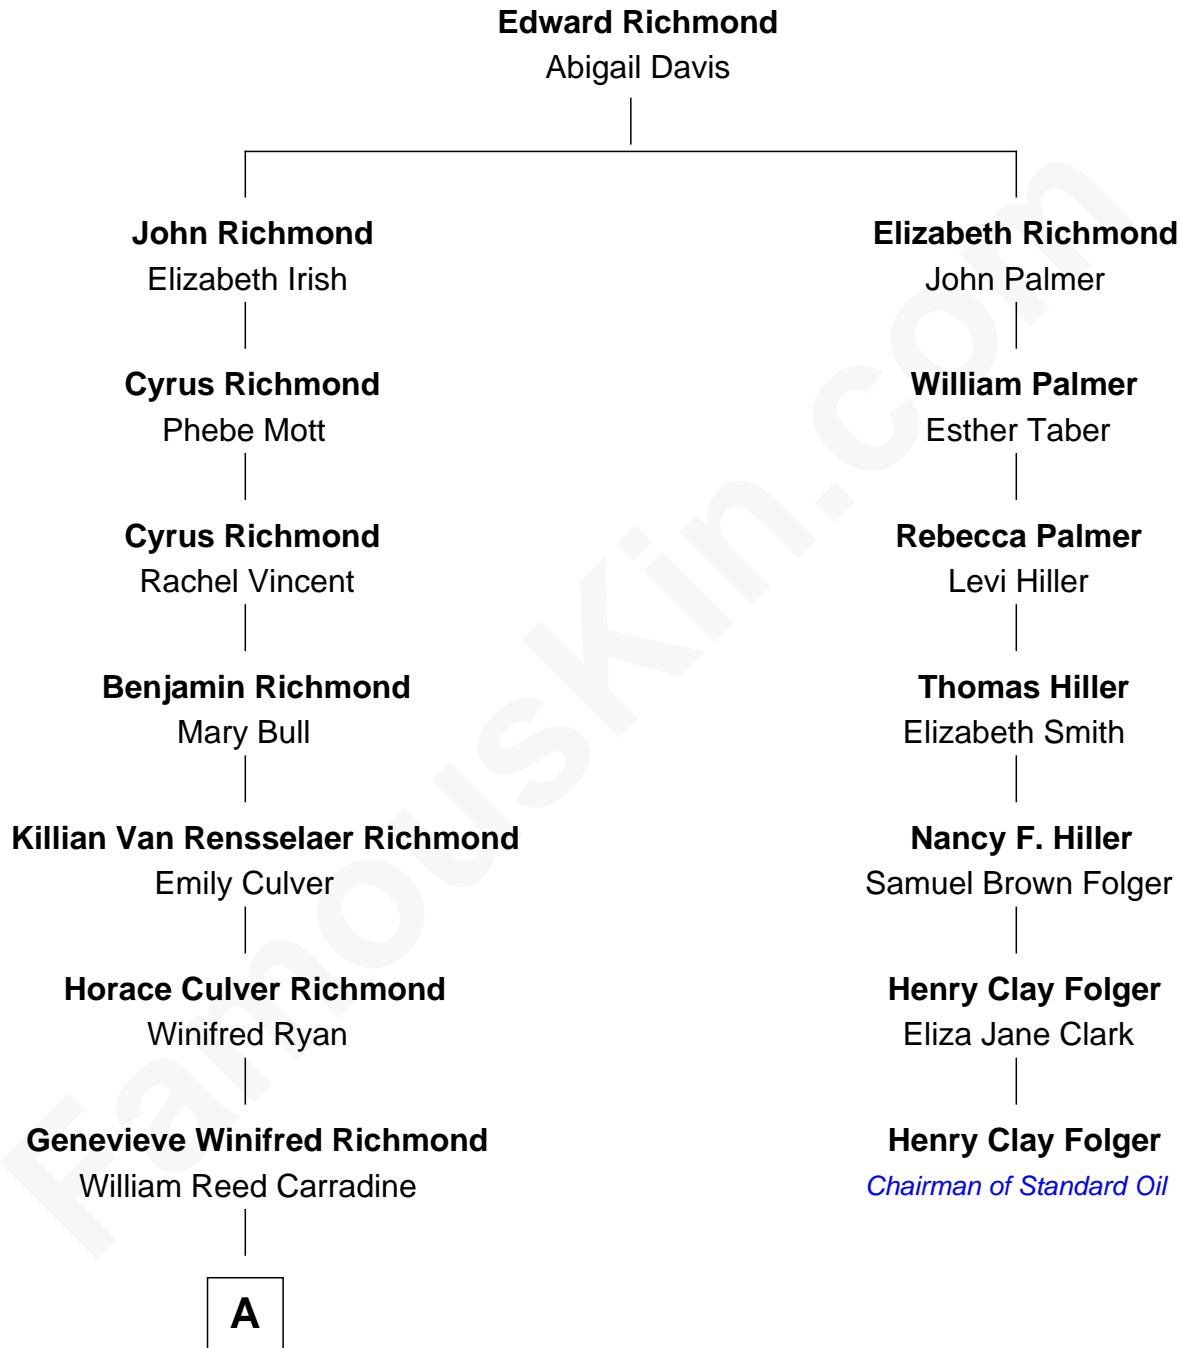 Edward Richmond
Abigail Davis
John Richmond
Elizabeth Irish
Cyrus Richmond
Phebe Mott
Cyrus Richmond
Rachel Vincent
Benjamin Richmond
Mary Bull
Killian Van Rensselaer Richmond
Emily Culver
Horace Culver Richmond
Winifred Ryan
Genevieve Winifred Richmond
William Reed Carradine
A
Elizabeth Richmond
John Palmer
William Palmer
Esther Taber
Rebecca Palmer
Levi Hiller
Thomas Hiller
Elizabeth Smith
Nancy F. Hiller
Samuel Brown Folger
Henry Clay Folger
Eliza Jane Clark
Henry Clay Folger
Chairman of Standard Oil
FamousKin.com